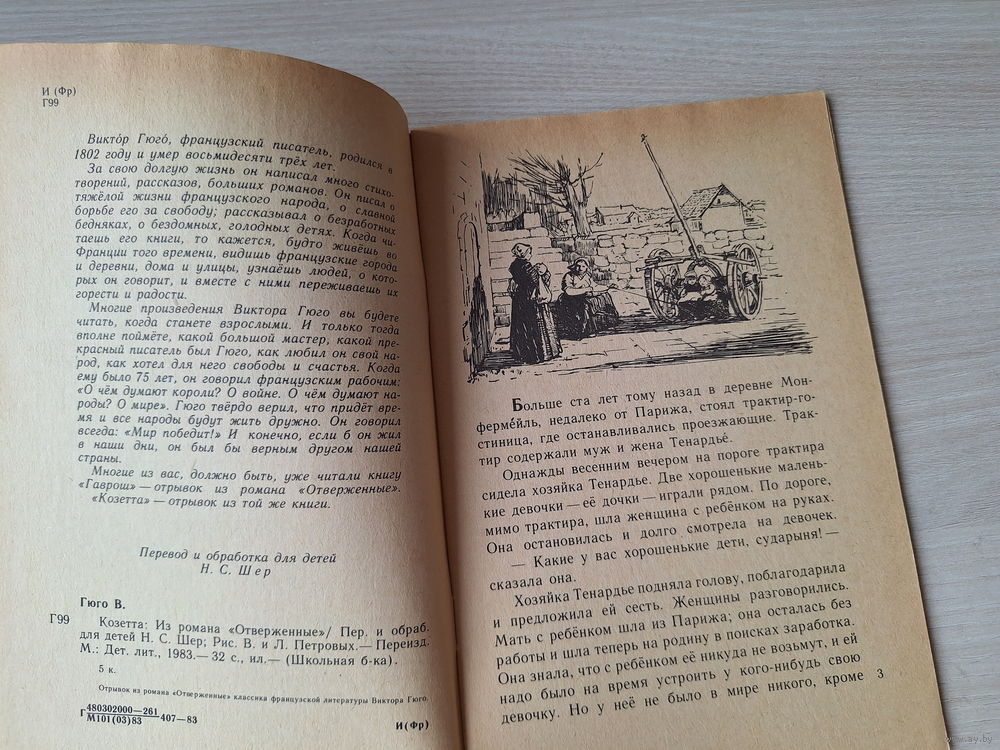 И (Фр)
Г99
Викто́р Гюго́, французский писатель, родился в
1802 году и умер восьмидесяти трёх лет.
За свою долгую жизнь он написал много стихо-
творений, рассказов, больших романов. Он писал о
тяжёлой жизни французского народа, о славной
борьбе его за свободу; рассказывал о безработных
бедняках, о бездомных, голодных детях. Когда чи-
таешь его книги, то кажется, будто живёшь во
Франции того времени, видишь французские города
и деревни, дома и улицы, узнаёшь людей, о кото-
рых он говорит, и вместе с ними переживаешь их
горести и радости.
Многие произведения Виктора Гюго вы будете
читать, когда станете взрослыми. И только тогда
вполне поймёте, какой большой мастер, какой пре-
красный писатель был Гюго, как любил он свой на-
род, как хотел для него свободы и счастья. Когда
ему было 75 лет, он говорил французским рабочим:
«О чём думают короли? О войне. О чём думают на-
роды? О мире». Гюго твёрдо верил, что придёт вре-
мя и все народы будут жить дружно. Он говорил
всегда: «Мир победит!» И конечно, если б он жил
в наши дни, он был бы верным другом нашей
страны.
Многие из вас, должно быть, уже читали книгу
«Гаврош» — отрывок из романа «Отверженные».
«Козетта» — отрывок из той же книги.
Перевод и обработка для детей
Н. С. Шер
Гюго В.
Г99 Козетта: Из романа «Отверженные»/ Пер. и обраб.
для детей Н. С. Шер; Рис. В. и Л. Петровых.— Переизд.
М.: Дет. лит., 1983.— 32 с., ил.— (Школьная б-ка).
5 к.
Отрывок из романа «Отверженные» классика французской литературы Виктора Гюго.
Г 480302000—261
М101(03)83 407—83
И(Фр)
Больше ста лет тому назад в деревне Мон-
ферме́йль, недалеко от Парижа, стоял трактир-го-
стиница, где останавливались проезжающие. Трак-
тир содержали муж и жена Тенардье́.
Однажды весенним вечером на пороге трактира
сидела хозяйка Тенардье. Две хорошенькие малень-
кие девочки — её дочки — играли рядом. По дороге,
мимо трактира, шла женщина с ребёнком на руках.
Она остановилась и долго смотрела на девочек.
— Какие у вас хорошенькие дети, сударыня! —
сказала она.
Хозяйка Тенардье подняла голову, поблагодарила
и предложила ей сесть. Женщины разговорились.
Мать с ребёнком шла из Парижа; она осталась без
работы и шла теперь на родину в поисках заработка.
Она знала, что с ребёнком её никуда не возьмут, и ей
надо было на время устроить у кого-нибудь свою
девочку. Но у неё не было в мире никого, кроме
3
www.ay.by